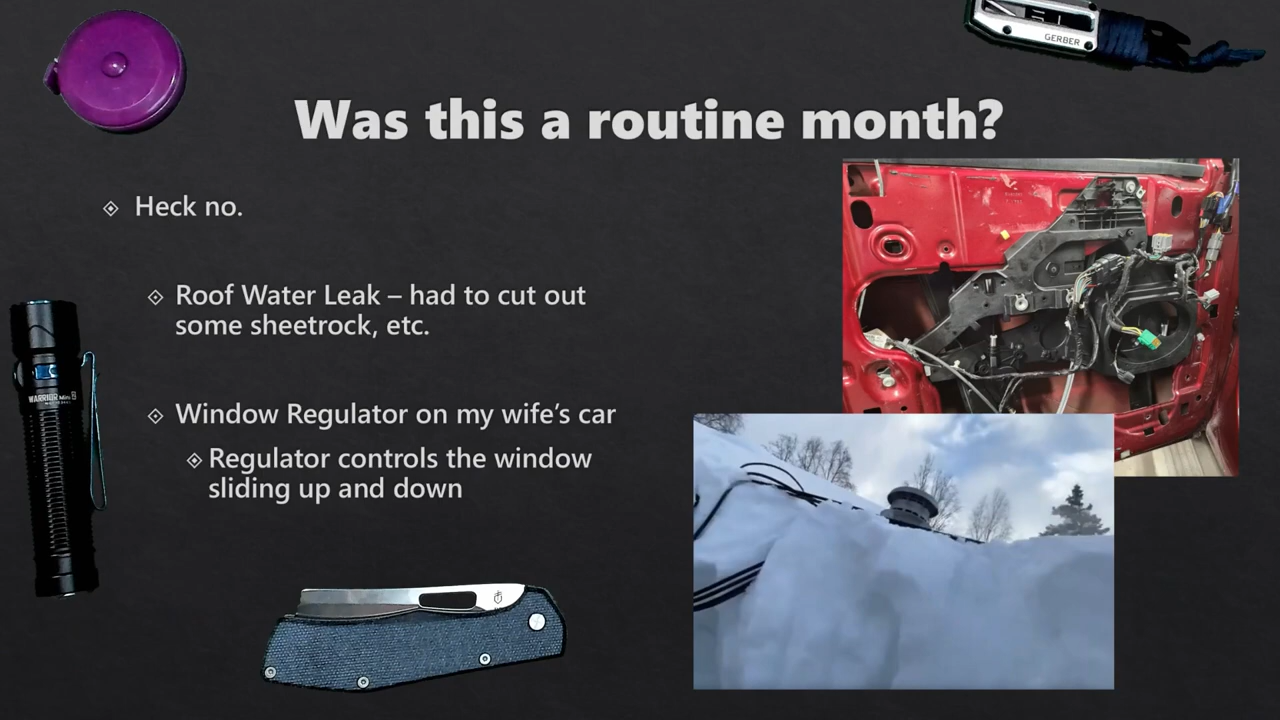 GERBER
Was this a routine month?
Heck no.
Roof Water Leak – had to cut out
some sheetrock, etc.
WARRIOR Mini
Window Regulator on my wife’s car
Regulator controls the window
sliding up and down